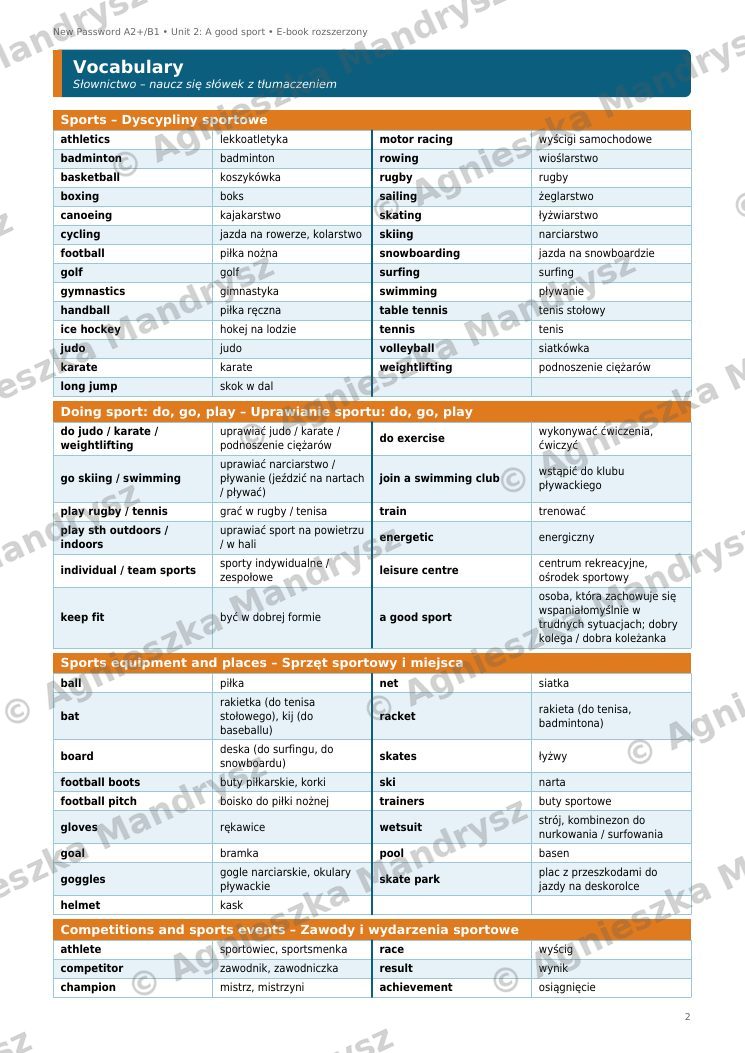 New Password A2+/B1 • Unit 2: A good sport • E-book rozszerzony
Vocabulary
Słownictwo – naucz się słówek z tłumaczeniem
Sports – Dyscypliny sportowe
athletics lekkoatletyka motor racing wyścigi samochodowe
badminton badminton rowing wioślarstwo
basketball koszykówka rugby rugby
boxing boks sailing żeglarstwo
canoeing kajakarstwo skating łyżwiarstwo
cycling jazda na rowerze, kolarstwo skiing narciarstwo
football piłka nożna snowboarding jazda na snowboardzie
golf golf surfing surfing
gymnastics gimnastyka swimming pływanie
handball piłka ręczna table tennis tenis stołowy
ice hockey hokej na lodzie tennis tenis
judo judo volleyball siatkówka
karate karate weightlifting podnoszenie ciężarów
long jump skok w dal
Doing sport: do, go, play – Uprawianie sportu: do, go, play
do judo / karate /
weightlifting
uprawiać judo / karate /
podnoszenie ciężarów
do exercise
wykonywać ćwiczenia,
ćwiczyć
go skiing / swimming
uprawiać narciarstwo /
pływanie (jeździć na nartach
/ pływać)
join a swimming club
wstąpić do klubu
pływackiego
play rugby / tennis grać w rugby / tenisa train trenować
play sth outdoors /
indoors
uprawiać sport na powietrzu
/ w hali
energetic energiczny
individual / team sports
sporty indywidualne /
zespołowe
leisure centre
centrum rekreacyjne,
ośrodek sportowy
keep fit być w dobrej formie a good sport
osoba, która zachowuje się
wspaniałomyślnie w
trudnych sytuacjach; dobry
kolega / dobra koleżanka
Sports equipment and places – Sprzęt sportowy i miejsca
ball piłka net siatka
bat
rakietka (do tenisa
stołowego), kij (do
baseballu)
racket
rakieta (do tenisa,
badmintona)
board
deska (do surfingu, do
snowboardu)
skates łyżwy
football boots buty piłkarskie, korki ski narta
football pitch boisko do piłki nożnej trainers buty sportowe
gloves rękawice wetsuit
strój, kombinezon do
nurkowania / surfowania
goal bramka pool basen
goggles
gogle narciarskie, okulary
pływackie
skate park
plac z przeszkodami do
jazdy na deskorolce
helmet kask
Competitions and sports events – Zawody i wydarzenia sportowe
athlete sportowiec, sportsmenka race wyścig
competitor zawodnik, zawodniczka result wynik
champion mistrz, mistrzyni achievement osiągnięcie
2
© Agnieszka Mandrysz